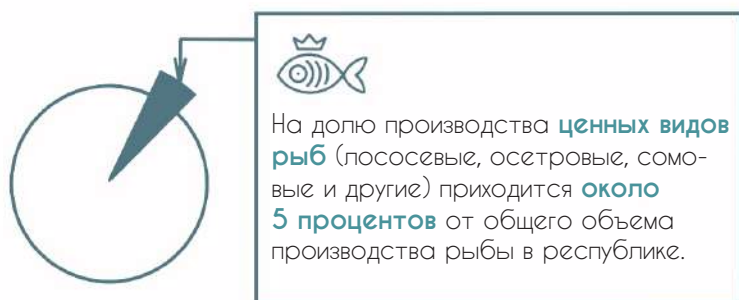 На долю производства ценных видов
рыб (лососевые, осетровые, сомо-
вые и другие) приходится около
5 процентов от общего объема
производства рыбы в республике.